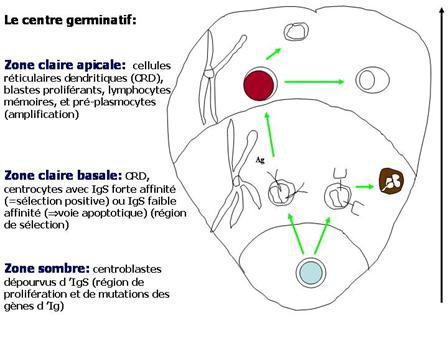 Le centre germinatif:
Zone claire apicale: cellules
réticulaires dendritiques (CRD),
blastes proliférants, lymphocytes
mémoires, et pré-plasmocytes
(amplification)
Ag
Zone claire basale: CRD,
centrocytes avec IgS forte affinité
(=sélection positive) ou IgS faible
affinité (⇒voie apoptotique) (région
de sélection)
Zone sombre: centroblastes
dépourvus d 'IgS (région de
prolifération et de mutations des
gènes d 'Ig)